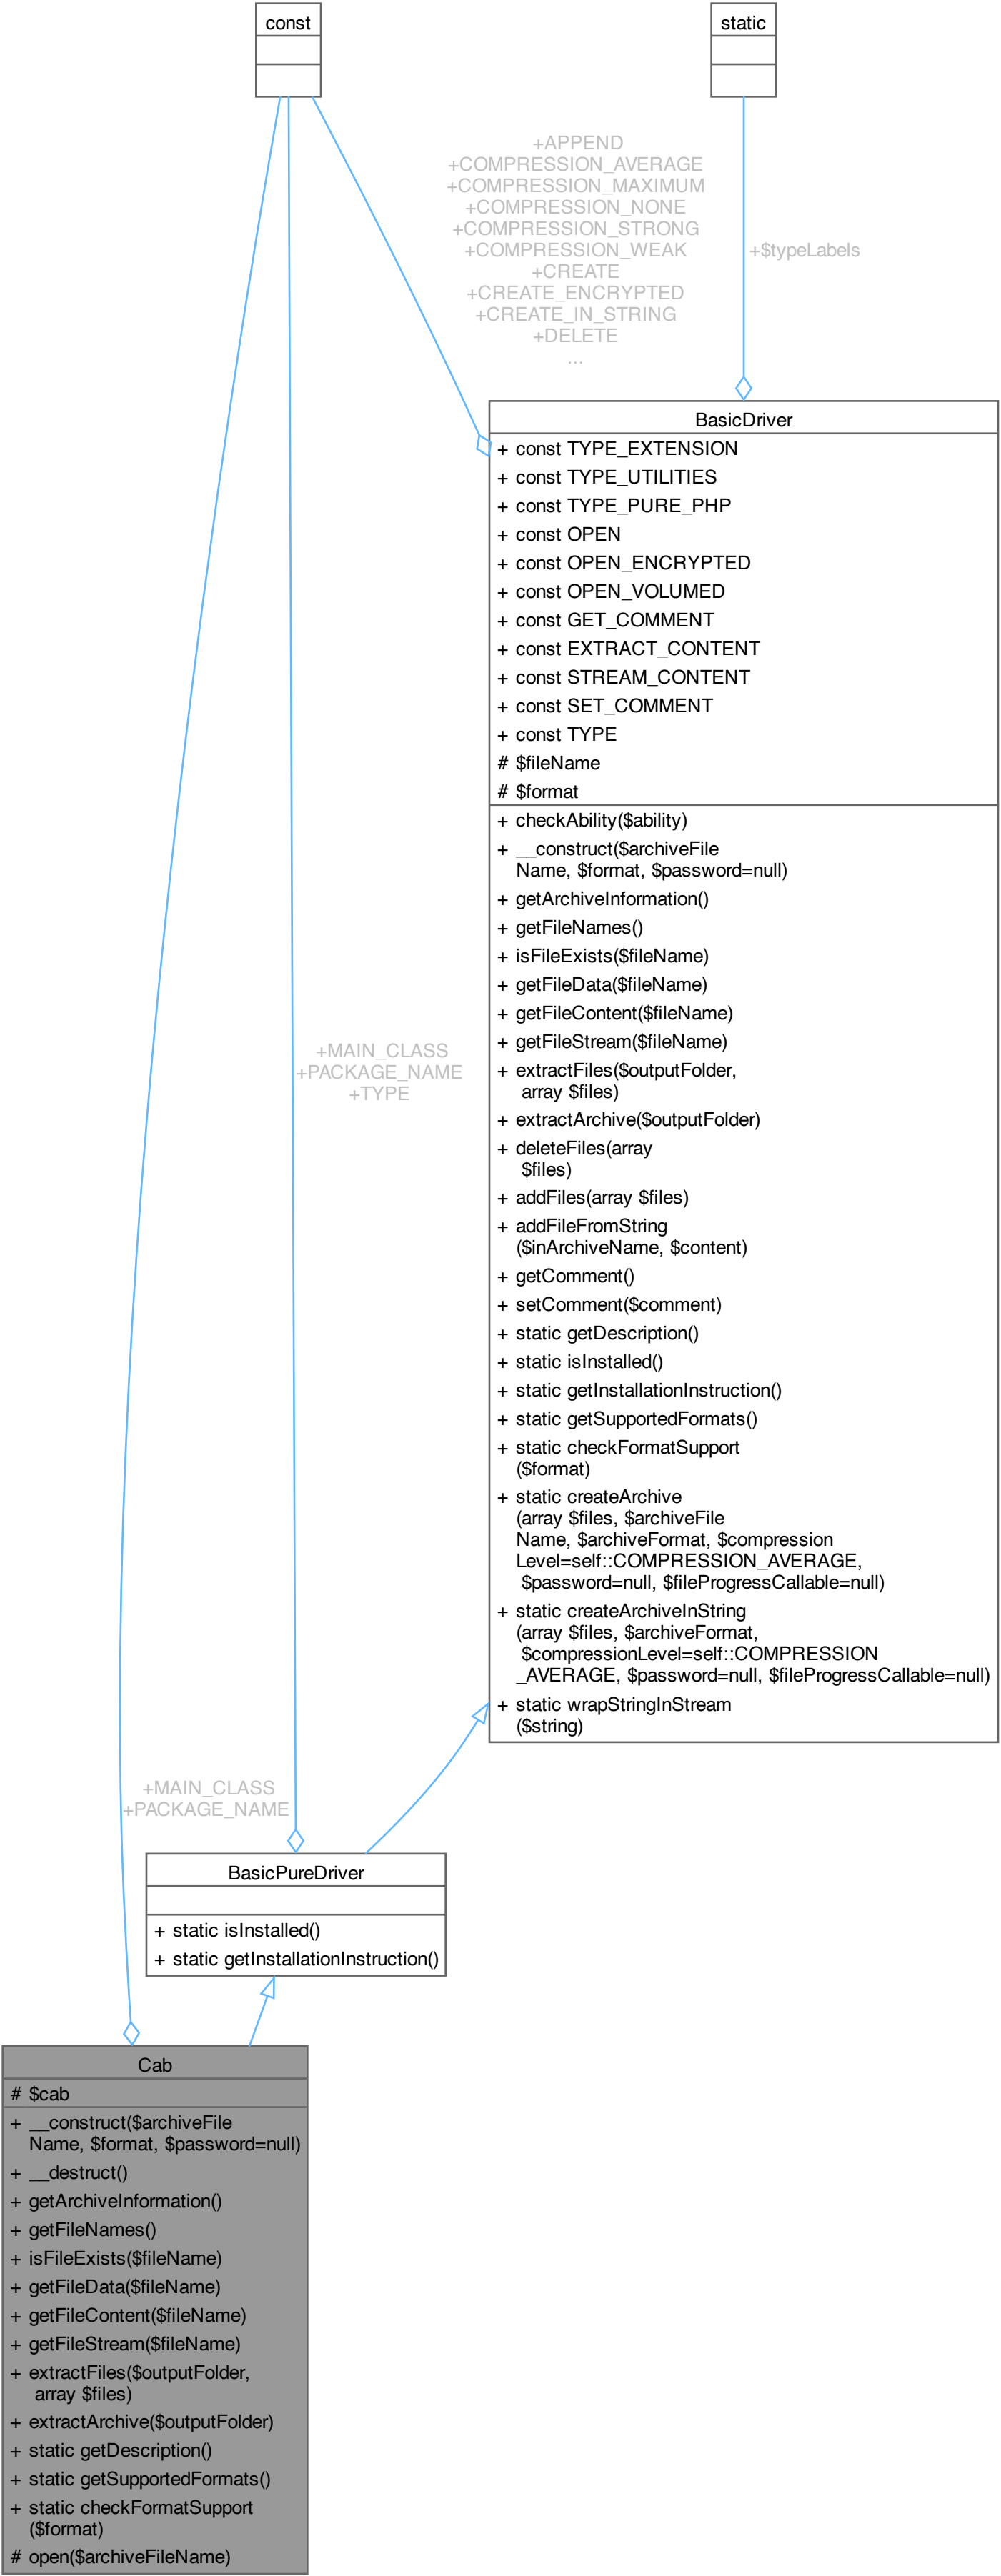 const
static
+APPEND
+COMPRESSION_AVERAGE
+COMPRESSION_MAXIMUM
+COMPRESSION_NONE
+COMPRESSION_STRONG
+COMPRESSION_WEAK
+CREATE
+CREATE_ENCRYPTED
+CREATE_IN_STRING
+DELETE
...
+$typeLabels
BasicDriver
+ const TYPE_EXTENSION
+ const TYPE_UTILITIES
+ const TYPE_PURE_PHP
+ const OPEN
+ const OPEN_ENCRYPTED
+ const OPEN_VOLUMED
+ const GET_COMMENT
+ const EXTRACT_CONTENT
+ const STREAM_CONTENT
+ const SET_COMMENT
+ const TYPE
# $fileName
# $format
+ checkAbility($ability)
+ __construct($archiveFile
Name, $format, $password=null)
+ getArchiveInformation()
+ getFileNames()
+ isFileExists($fileName)
+ getFileData($fileName)
+ getFileContent($fileName)
+ getFileStream($fileName)
+ extractFiles($outputFolder,
array $files)
+ extractArchive($outputFolder)
+ deleteFiles(array
$files)
+ addFiles(array $files)
+ addFileFromString
($inArchiveName, $content)
+ getComment()
+ setComment($comment)
+ static getDescription()
+ static isInstalled()
+ static getInstallationInstruction()
+ static getSupportedFormats()
+ static checkFormatSupport
($format)
+ static createArchive
(array $files, $archiveFile
Name, $archiveFormat, $compression
Level=self::COMPRESSION_AVERAGE,
$password=null, $fileProgressCallable=null)
+ static createArchiveInString
(array $files, $archiveFormat,
$compressionLevel=self::COMPRESSION
_AVERAGE, $password=null, $fileProgressCallable=null)
+ static wrapStringInStream
($string)
+MAIN_CLASS
+PACKAGE_NAME
+TYPE
+MAIN_CLASS
+PACKAGE_NAME
BasicPureDriver
+ static isInstalled()
+ static getInstallationInstruction()
Cab
# $cab
+ __construct($archiveFile
Name, $format, $password=null)
+ __destruct()
+ getArchiveInformation()
+ getFileNames()
+ isFileExists($fileName)
+ getFileData($fileName)
+ getFileContent($fileName)
+ getFileStream($fileName)
+ extractFiles($outputFolder,
array $files)
+ extractArchive($outputFolder)
+ static getDescription()
+ static getSupportedFormats()
+ static checkFormatSupport
($format)
# open($archiveFileName)